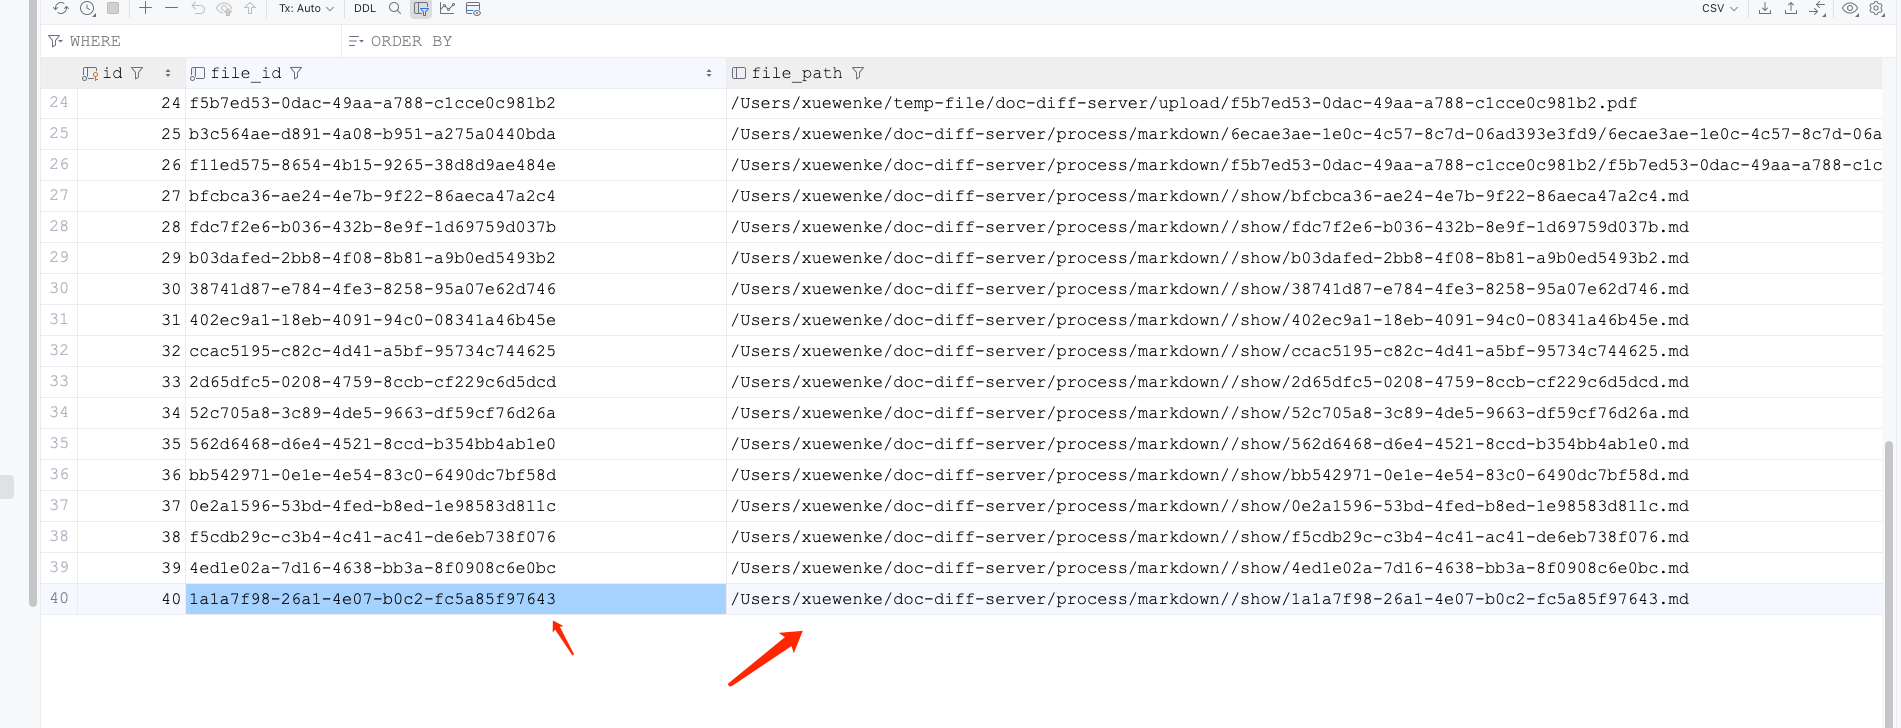 Tx: Auto DDL CSV
WHERE ORDER BY
id file_id file_path
24 24 f5b7ed53-0dac-49aa-a788-c1cce0c981b2 /Users/xuewenke/temp-file/doc-diff-server/upload/f5b7ed53-0dac-49aa-a788-c1cce0c981b2.pdf
25 25 b3c564ae-d891-4a08-b951-a275a0440bda /Users/xuewenke/doc-diff-server/process/markdown/6ecae3ae-1e0c-4c57-8c7d-06ad393e3fd9/6ecae3ae-1e0c-4c57-8c7d-06a
26 26 f11ed575-8654-4b15-9265-38d8d9ae484e /Users/xuewenke/doc-diff-server/process/markdown/f5b7ed53-0dac-49aa-a788-c1cce0c981b2/f5b7ed53-0dac-49aa-a788-c1c
27 27 bfcbca36-ae24-4e7b-9f22-86aeca47a2c4 /Users/xuewenke/doc-diff-server/process/markdown//show/bfcbca36-ae24-4e7b-9f22-86aeca47a2c4.md
28 28 fdc7f2e6-b036-432b-8e9f-1d69759d037b /Users/xuewenke/doc-diff-server/process/markdown//show/fdc7f2e6-b036-432b-8e9f-1d69759d037b.md
29 29 b03dafed-2bb8-4f08-8b81-a9b0ed5493b2 /Users/xuewenke/doc-diff-server/process/markdown//show/b03dafed-2bb8-4f08-8b81-a9b0ed5493b2.md
30 30 38741d87-e784-4fe3-8258-95a07e62d746 /Users/xuewenke/doc-diff-server/process/markdown//show/38741d87-e784-4fe3-8258-95a07e62d746.md
31 31 402ec9a1-18eb-4091-94c0-08341a46b45e /Users/xuewenke/doc-diff-server/process/markdown//show/402ec9a1-18eb-4091-94c0-08341a46b45e.md
32 32 ccac5195-c82c-4d41-a5bf-95734c744625 /Users/xuewenke/doc-diff-server/process/markdown//show/ccac5195-c82c-4d41-a5bf-95734c744625.md
33 33 2d65dfc5-0208-4759-8ccb-cf229c6d5dcd /Users/xuewenke/doc-diff-server/process/markdown//show/2d65dfc5-0208-4759-8ccb-cf229c6d5dcd.md
34 34 52c705a8-3c89-4de5-9663-df59cf76d26a /Users/xuewenke/doc-diff-server/process/markdown//show/52c705a8-3c89-4de5-9663-df59cf76d26a.md
35 35 562d6468-d6e4-4521-8ccd-b354bb4ab1e0 /Users/xuewenke/doc-diff-server/process/markdown//show/562d6468-d6e4-4521-8ccd-b354bb4ab1e0.md
36 36 bb542971-0e1e-4e54-83c0-6490dc7bf58d /Users/xuewenke/doc-diff-server/process/markdown//show/bb542971-0e1e-4e54-83c0-6490dc7bf58d.md
37 37 0e2a1596-53bd-4fed-b8ed-1e98583d811c /Users/xuewenke/doc-diff-server/process/markdown//show/0e2a1596-53bd-4fed-b8ed-1e98583d811c.md
38 38 f5cdb29c-c3b4-4c41-ac41-de6eb738f076 /Users/xuewenke/doc-diff-server/process/markdown//show/f5cdb29c-c3b4-4c41-ac41-de6eb738f076.md
39 39 4ed1e02a-7d16-4638-bb3a-8f0908c6e0bc /Users/xuewenke/doc-diff-server/process/markdown//show/4ed1e02a-7d16-4638-bb3a-8f0908c6e0bc.md
40 40 1a1a7f98-26a1-4e07-b0c2-fc5a85f97643 /Users/xuewenke/doc-diff-server/process/markdown//show/1a1a7f98-26a1-4e07-b0c2-fc5a85f97643.md